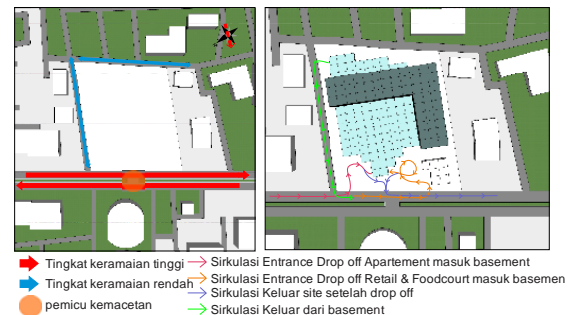 Tingkat keramaian tinggi
Tingkat keramaian rendah
pemicu kemacetan
Sirkulasi Entrance Drop off Apartement masuk basement
Sirkulasi Entrance Drop off Retail & Foodcourt masuk basemen
Sirkulasi Keluar site setelah drop off
Sirkulasi Keluar dari basement